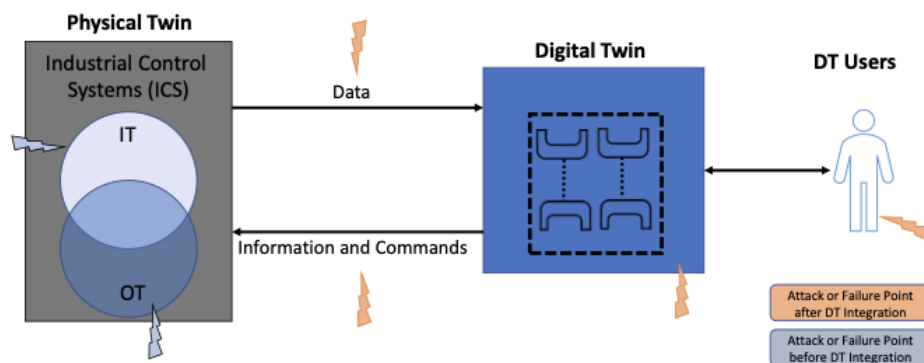 Physical Twin
Industrial Control
Systems (ICS)
IT
OT
Data
Information and Commands
Digital Twin
DT Users
Attack or Failure Point
after DT Integration
Attack or Failure Point
before DT Integration